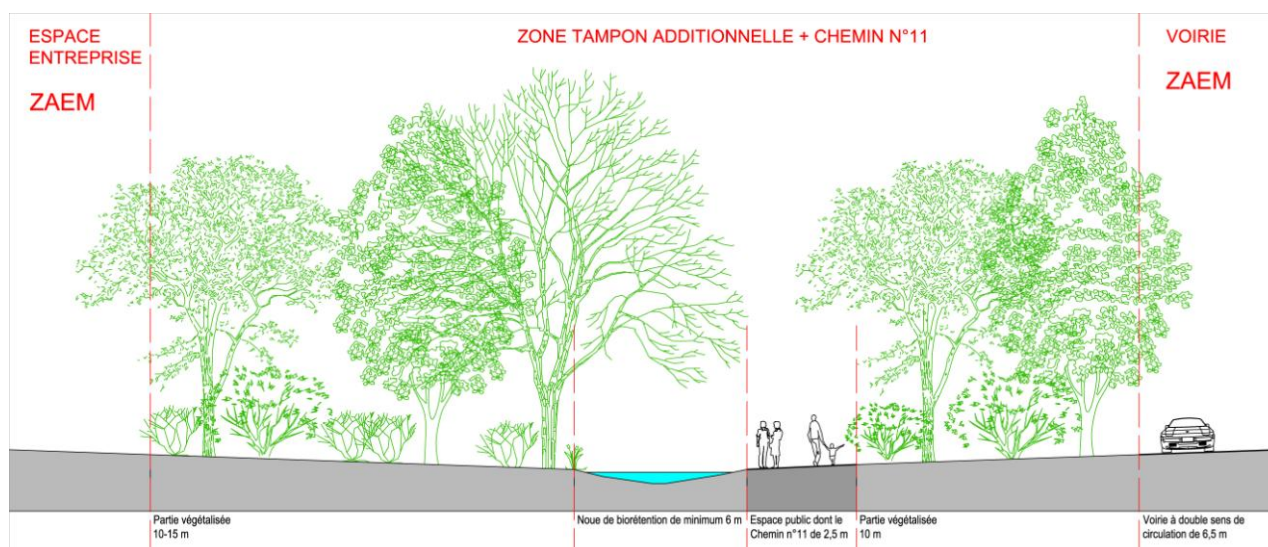 ESPACE
ENTREPRISE
ZAEM
ZONE TAMPON ADDITIONNELLE + CHEMIN N°11
VOIRIE
ZAEM
Partie végétalisée
10-15 m
Noue de biorétention de minimum 6 m
Espace public dont le
Chemin n°11 de 2,5 m
Partie végétalisée
10 m
Voirie à double sens de
circulation de 6,5 m